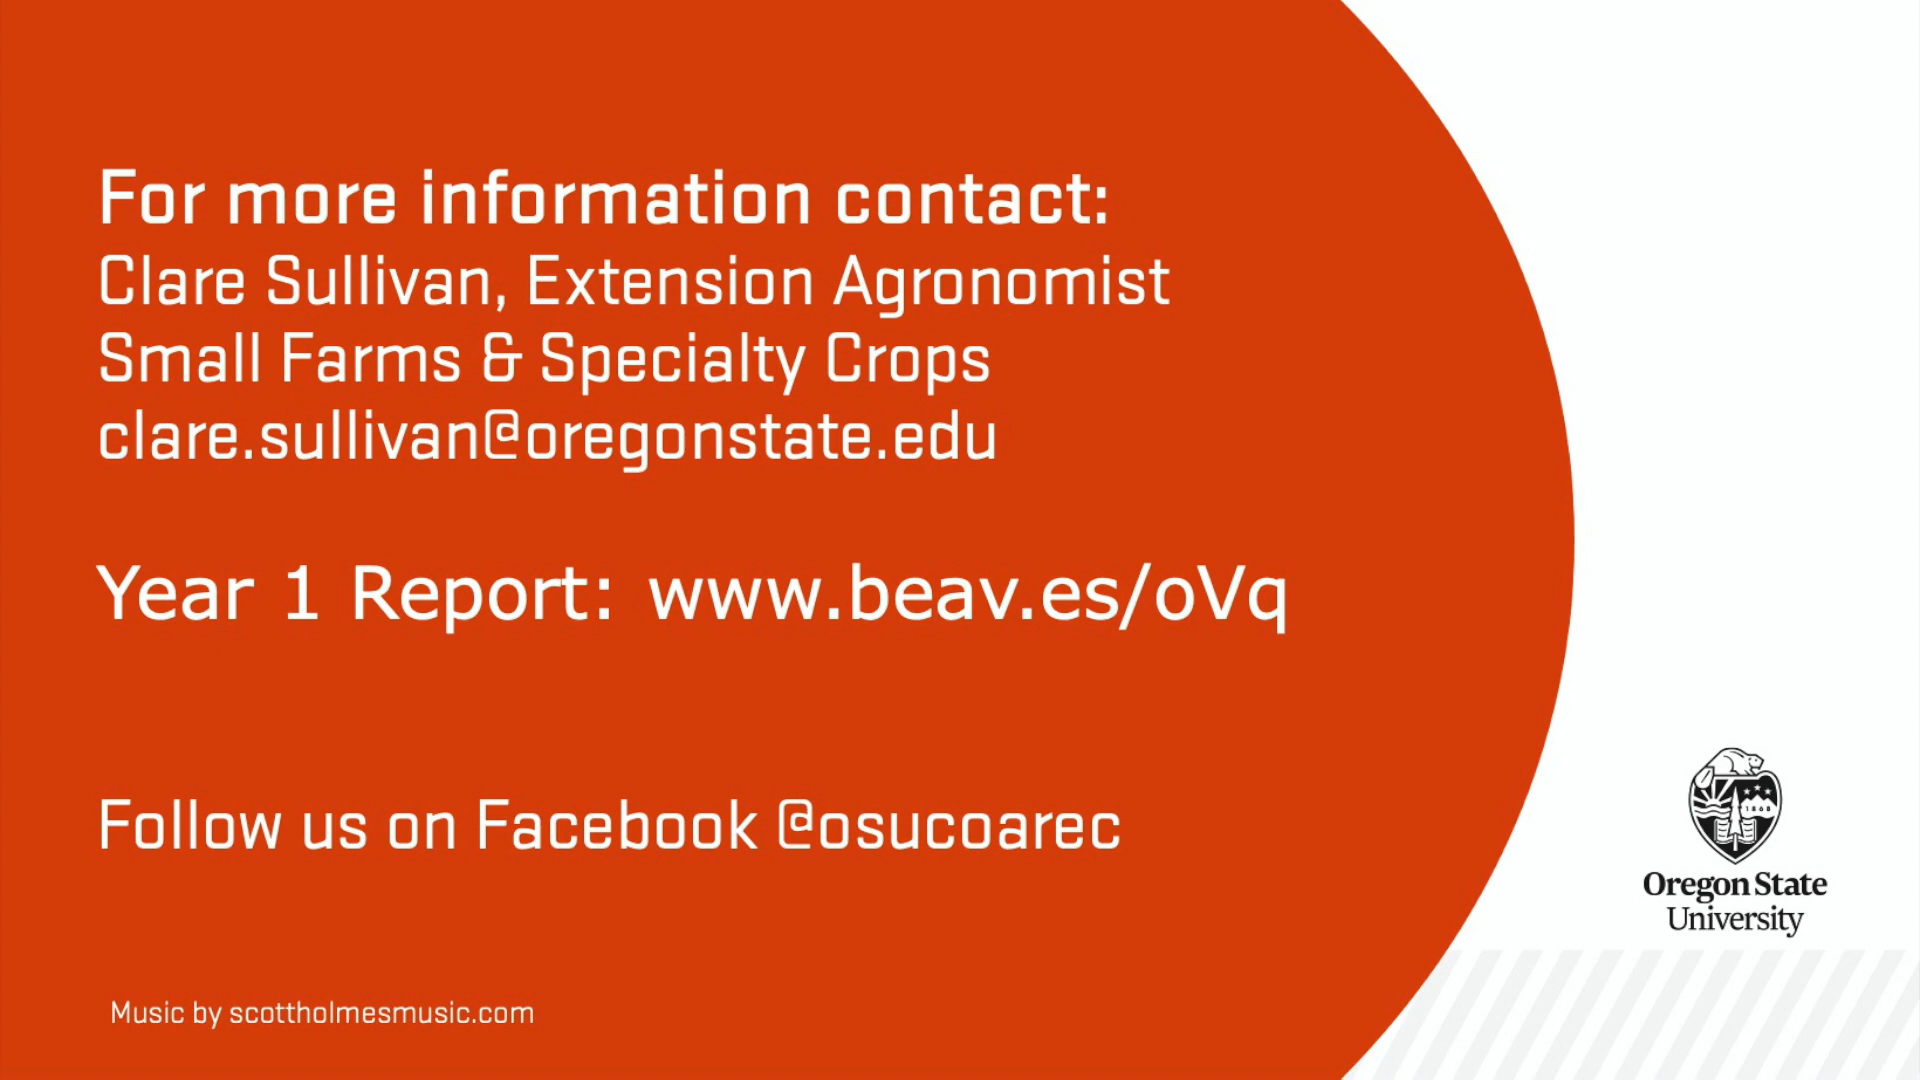 For more information contact:
Clare Sullivan, Extension Agronomist
Small Farms & Specialty Crops
clare.sullivan@oregonstate.edu
Year 1 Report: www.beav.es/oVq
Follow us on Facebook @osucoarec
1868
Oregon State
University
Music by scottholmesmusic.com